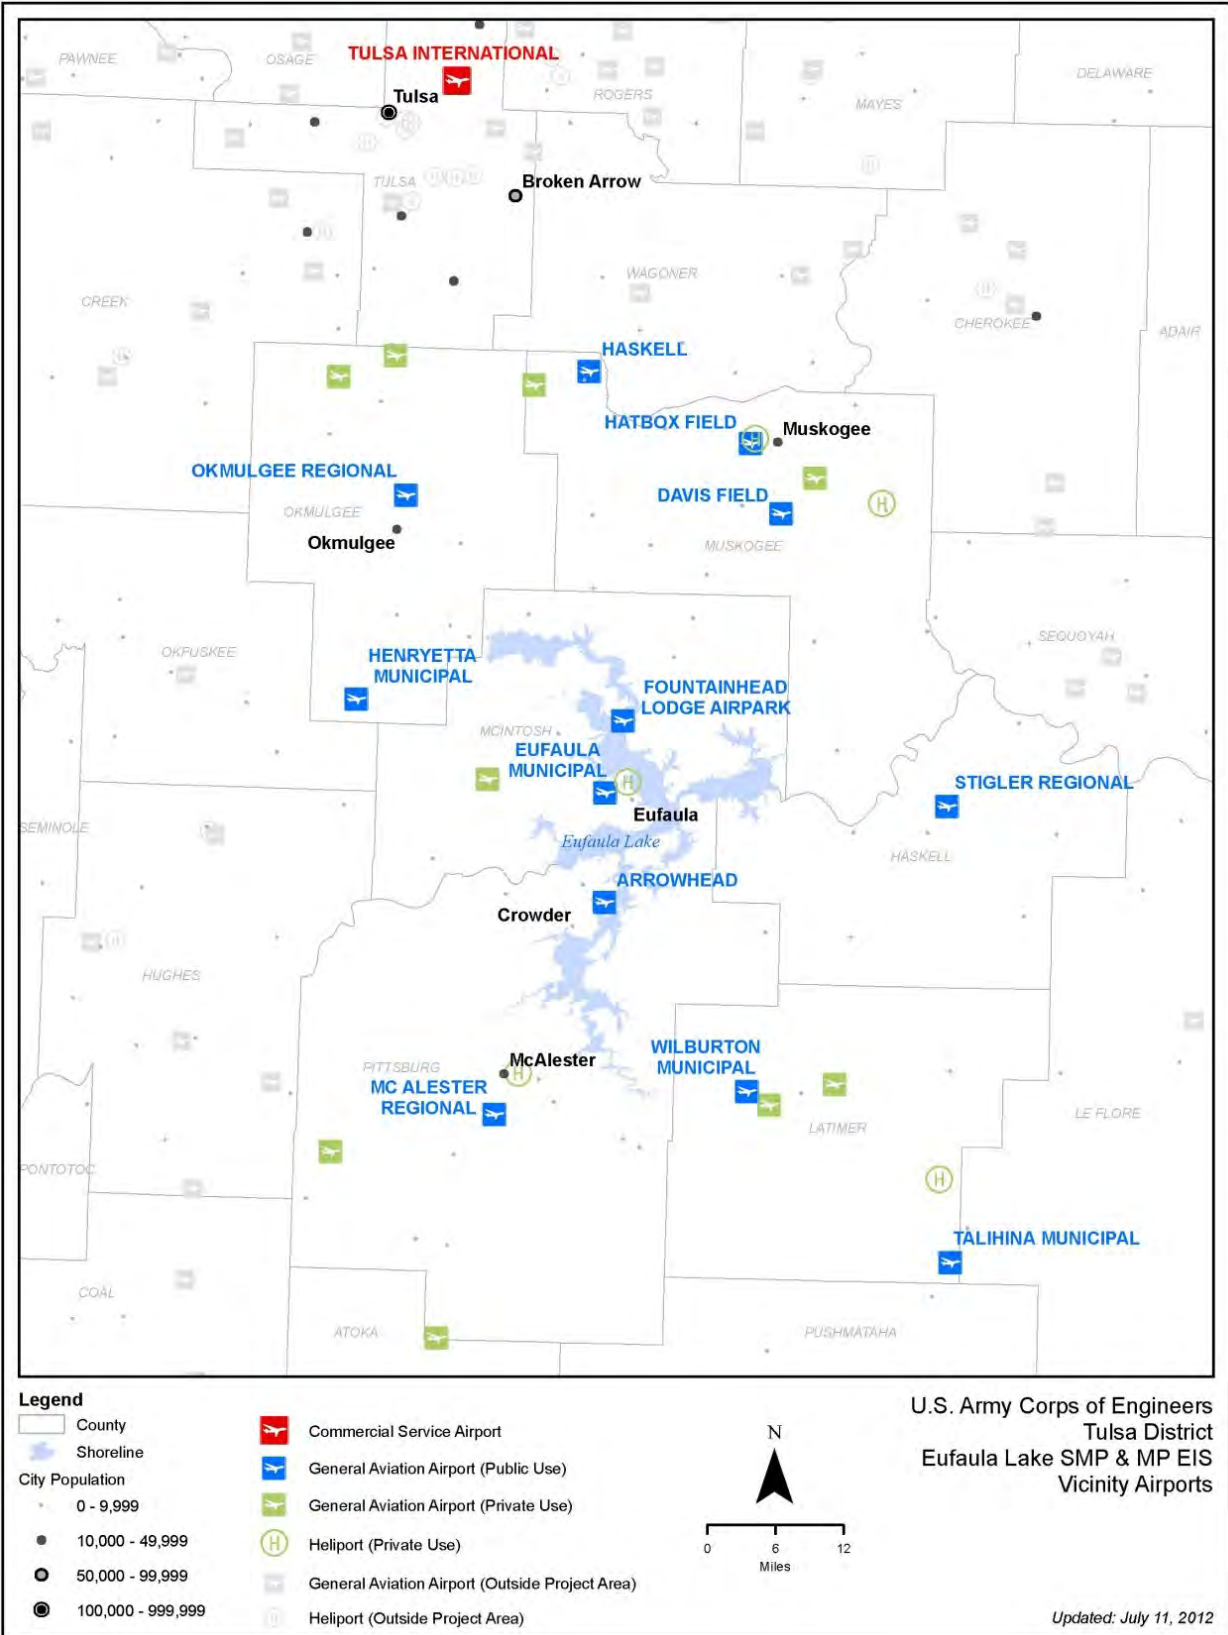 TULSA INTERNATIONAL
PAWNEE
OSAGE
DELAWARE
Tulsa
ROGERS
MAYES
TULSA
Broken Arrow
WAGONER
CREEK
CHEROKEE
ADAIR
HASKELL
HATBOX FIELD
Muskogee
H
OKMULGEE REGIONAL
DAVIS FIELD
H
OKMULGEE
Okmulgee
MUSKOGEE
SEQUOYAH
OKFUSKEE
HENRYETTA
MUNICIPAL
FOUNTAINHEAD
LODGE AIRPARK
MCINTOSH
EUFAULA
MUNICIPAL
H
STIGLER REGIONAL
Eufaula
SEMINOLE
Eufaula Lake
HASKELL
ARROWHEAD
Crowder
HUGHES
WILBURTON
MUNICIPAL
McAlester
H
PITTSBURG
MC ALESTER
REGIONAL
LE FLORE
LATIMER
PONTOTOC
H
TALIHINA MUNICIPAL
COAL
ATOKA
PUSHMATAHA
Legend
County
Shoreline
City Population
0 - 9,999
10,000 - 49,999
50,000 - 99,999
100,000 - 999,999
Commercial Service Airport
General Aviation Airport (Public Use)
General Aviation Airport (Private Use)
H
Heliport (Private Use)
General Aviation Airport (Outside Project Area)
H
Heliport (Outside Project Area)
N
0 6 12
Miles
U.S. Army Corps of Engineers
Tulsa District
Eufaula Lake SMP & MP EIS
Vicinity Airports
Updated: July 11, 2012